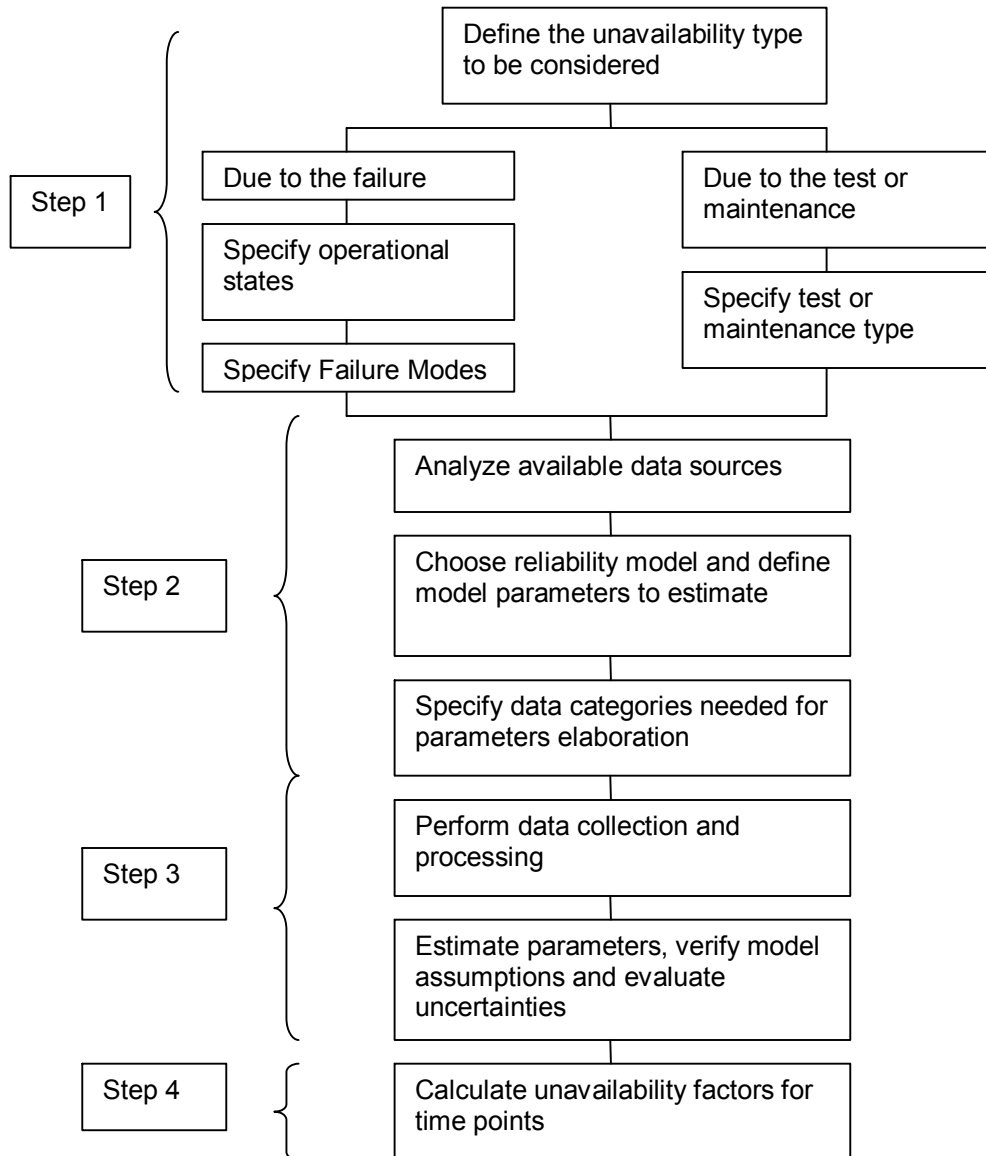 Define the unavailability type
to be considered
Step 1
Due to the failure
Due to the test or
maintenance
Specify operational
states
Specify test or
maintenance type
Specify Failure Modes
Analyze available data sources
Step 2
Choose reliability model and define
model parameters to estimate
Specify data categories needed for
parameters elaboration
Step 3
Perform data collection and
processing
Estimate parameters, verify model
assumptions and evaluate
uncertainties
Step 4
Calculate unavailability factors for
time points